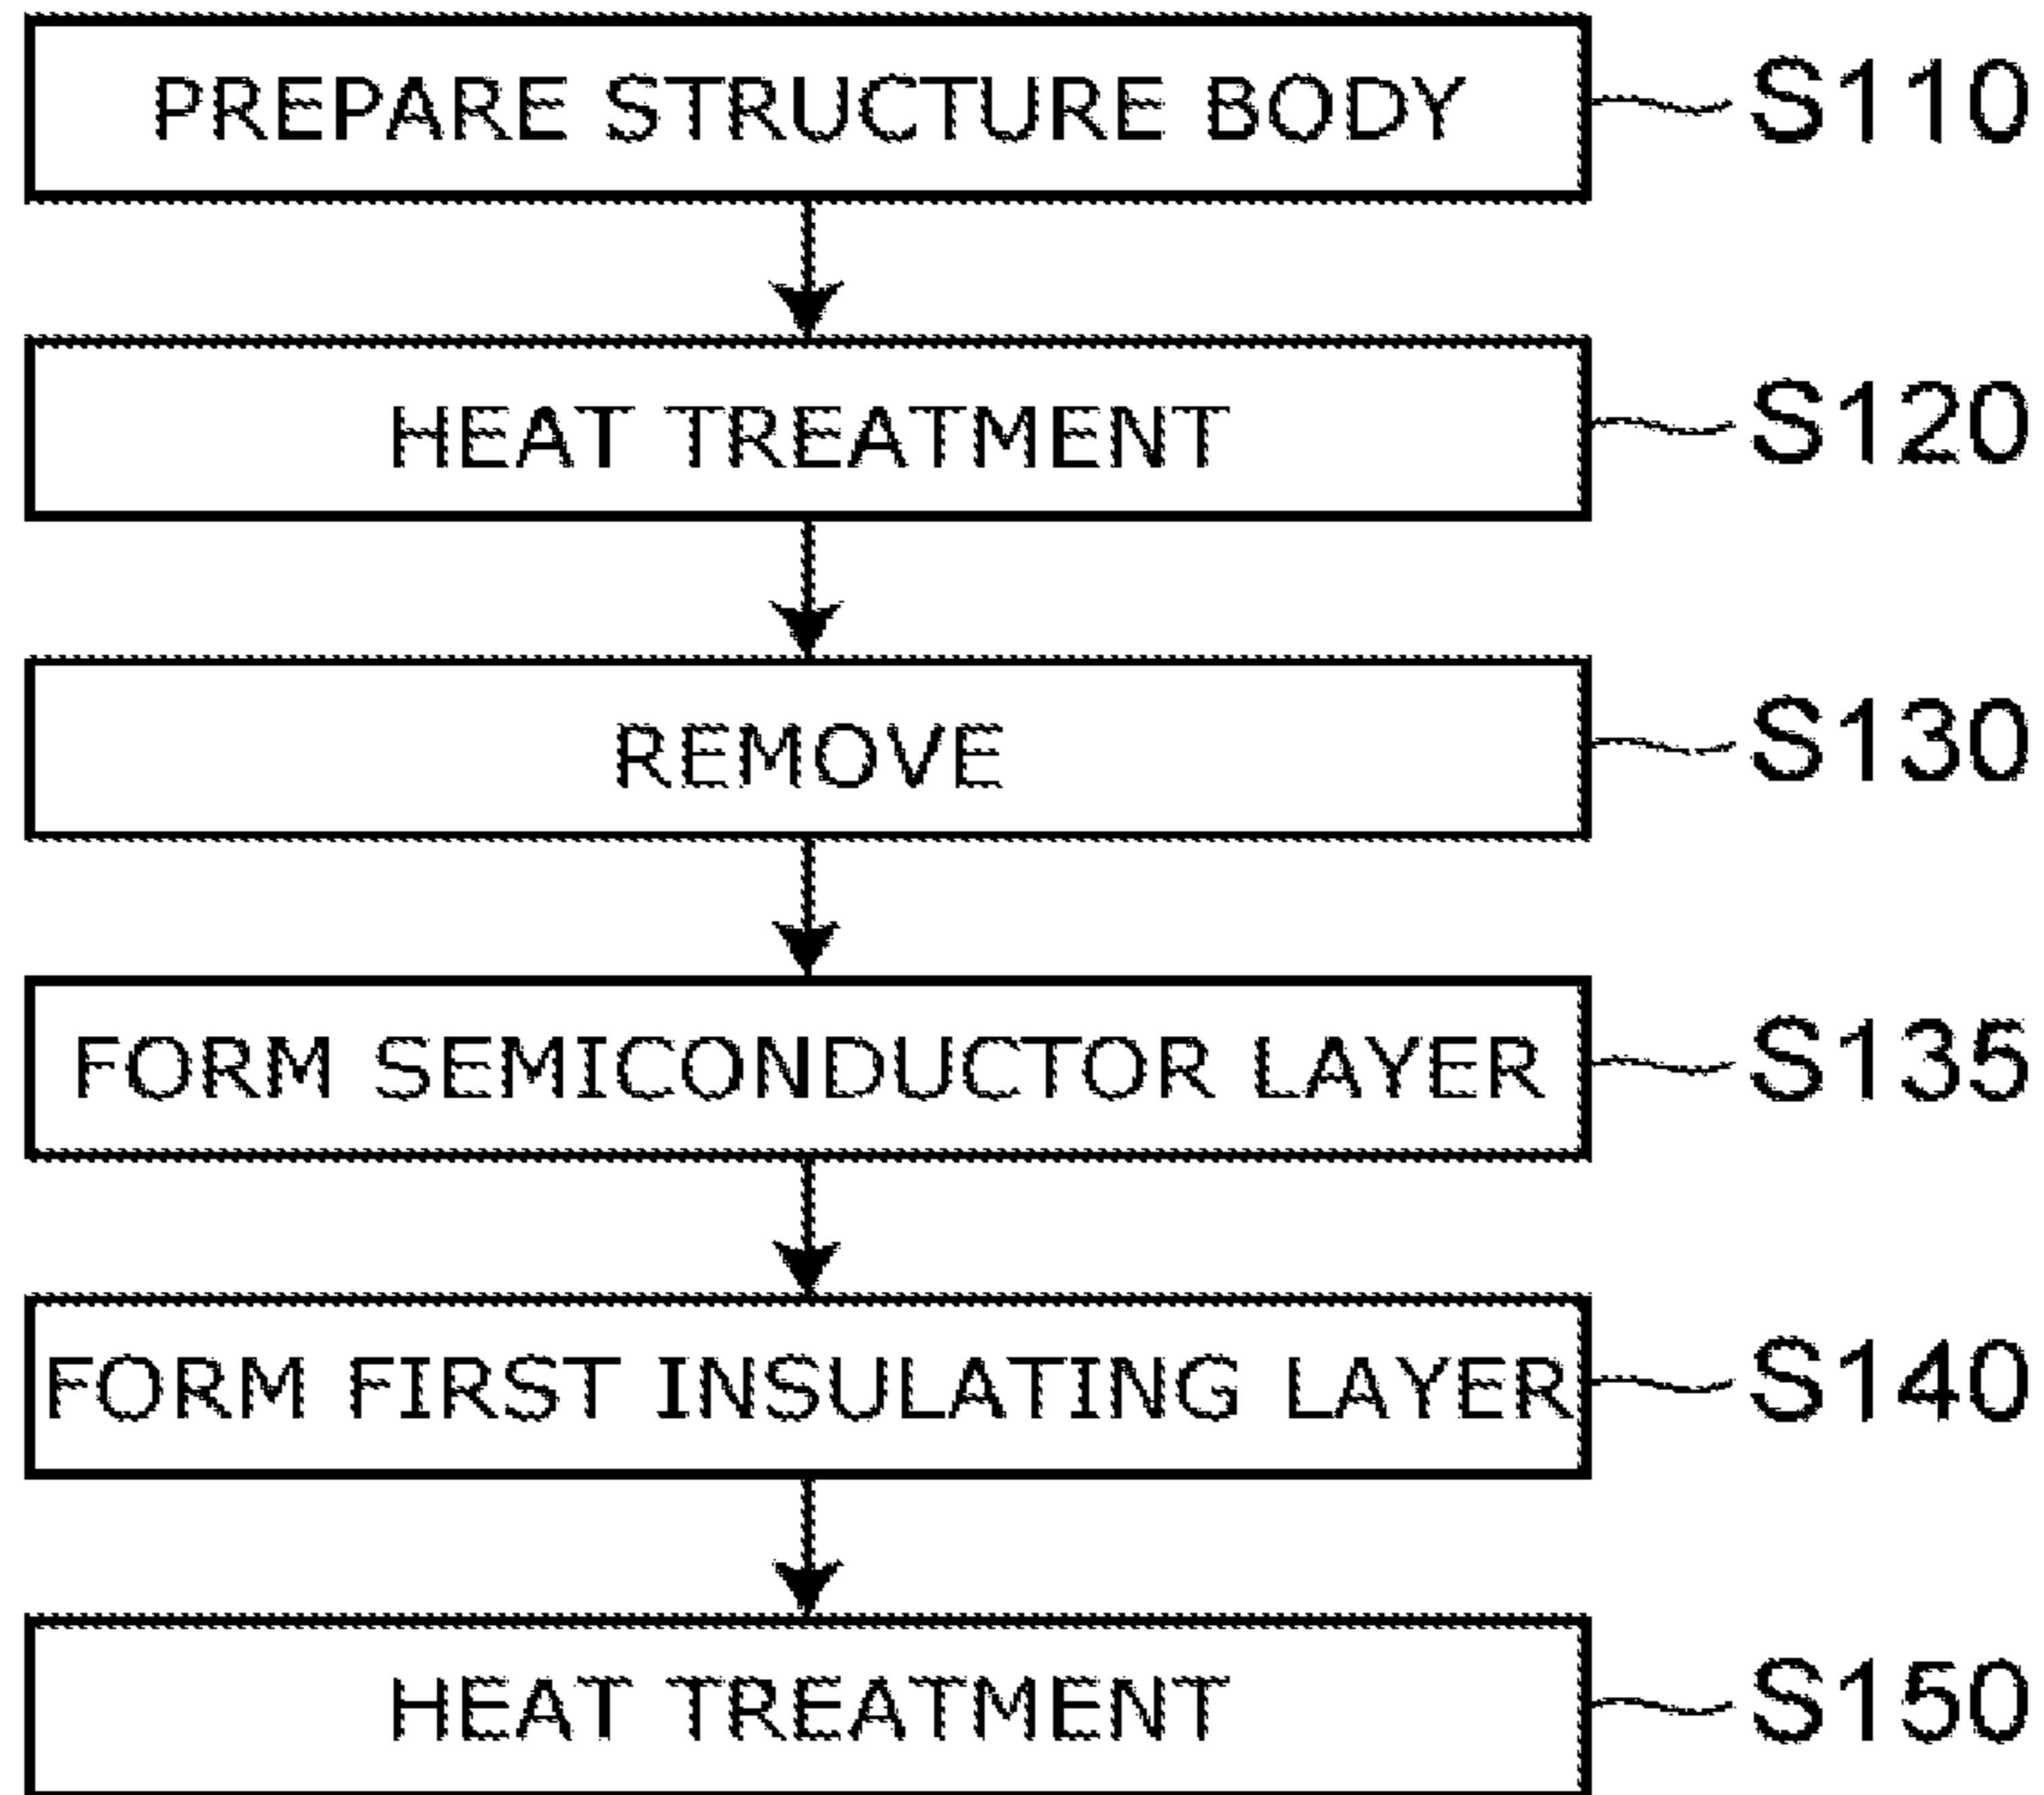 PREPARE STRUCTURE BODY S110
HEAT TREATMENT S120
REMOVE S130
FORM SEMICONDUCTOR LAYER S135
FORM FIRST INSULATING LAYER S140
HEAT TREATMENT S150